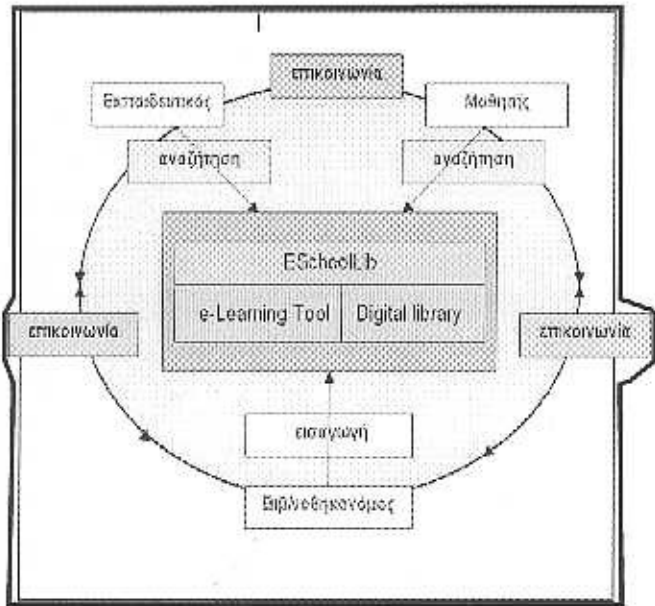 επικοινωνία
Εκπαιδευτικός
Μαθητής
αναζήτηση
αναζήτηση
ESchoolLib
e-Learning Tool
Digital library
επικοινωνία
επικοινωνία
εισαγωγή
Βιβλιοθηκονόμος